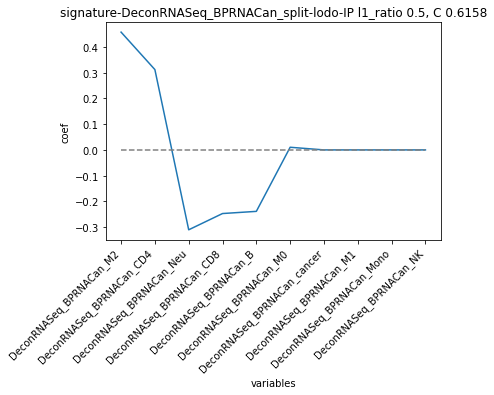 signature-DeconRNASeq_BPRNACan_split-lodo-IP l1_ratio 0.5, C 0.6158
0.4
0.3
0.2
0.1
0.0
−0.1
−0.2
−0.3
coef
DeconRNASeq_BPRNACan_M2
DeconRNASeq_BPRNACan_CD4
DeconRNASeq_BPRNACan_Neu
DeconRNASeq_BPRNACan_CD8
DeconRNASeq_BPRNACan_B
DeconRNASeq_BPRNACan_M0
DeconRNASeq_BPRNACan_cancer
DeconRNASeq_BPRNACan_M1
DeconRNASeq_BPRNACan_Mono
DeconRNASeq_BPRNACan_NK
variables